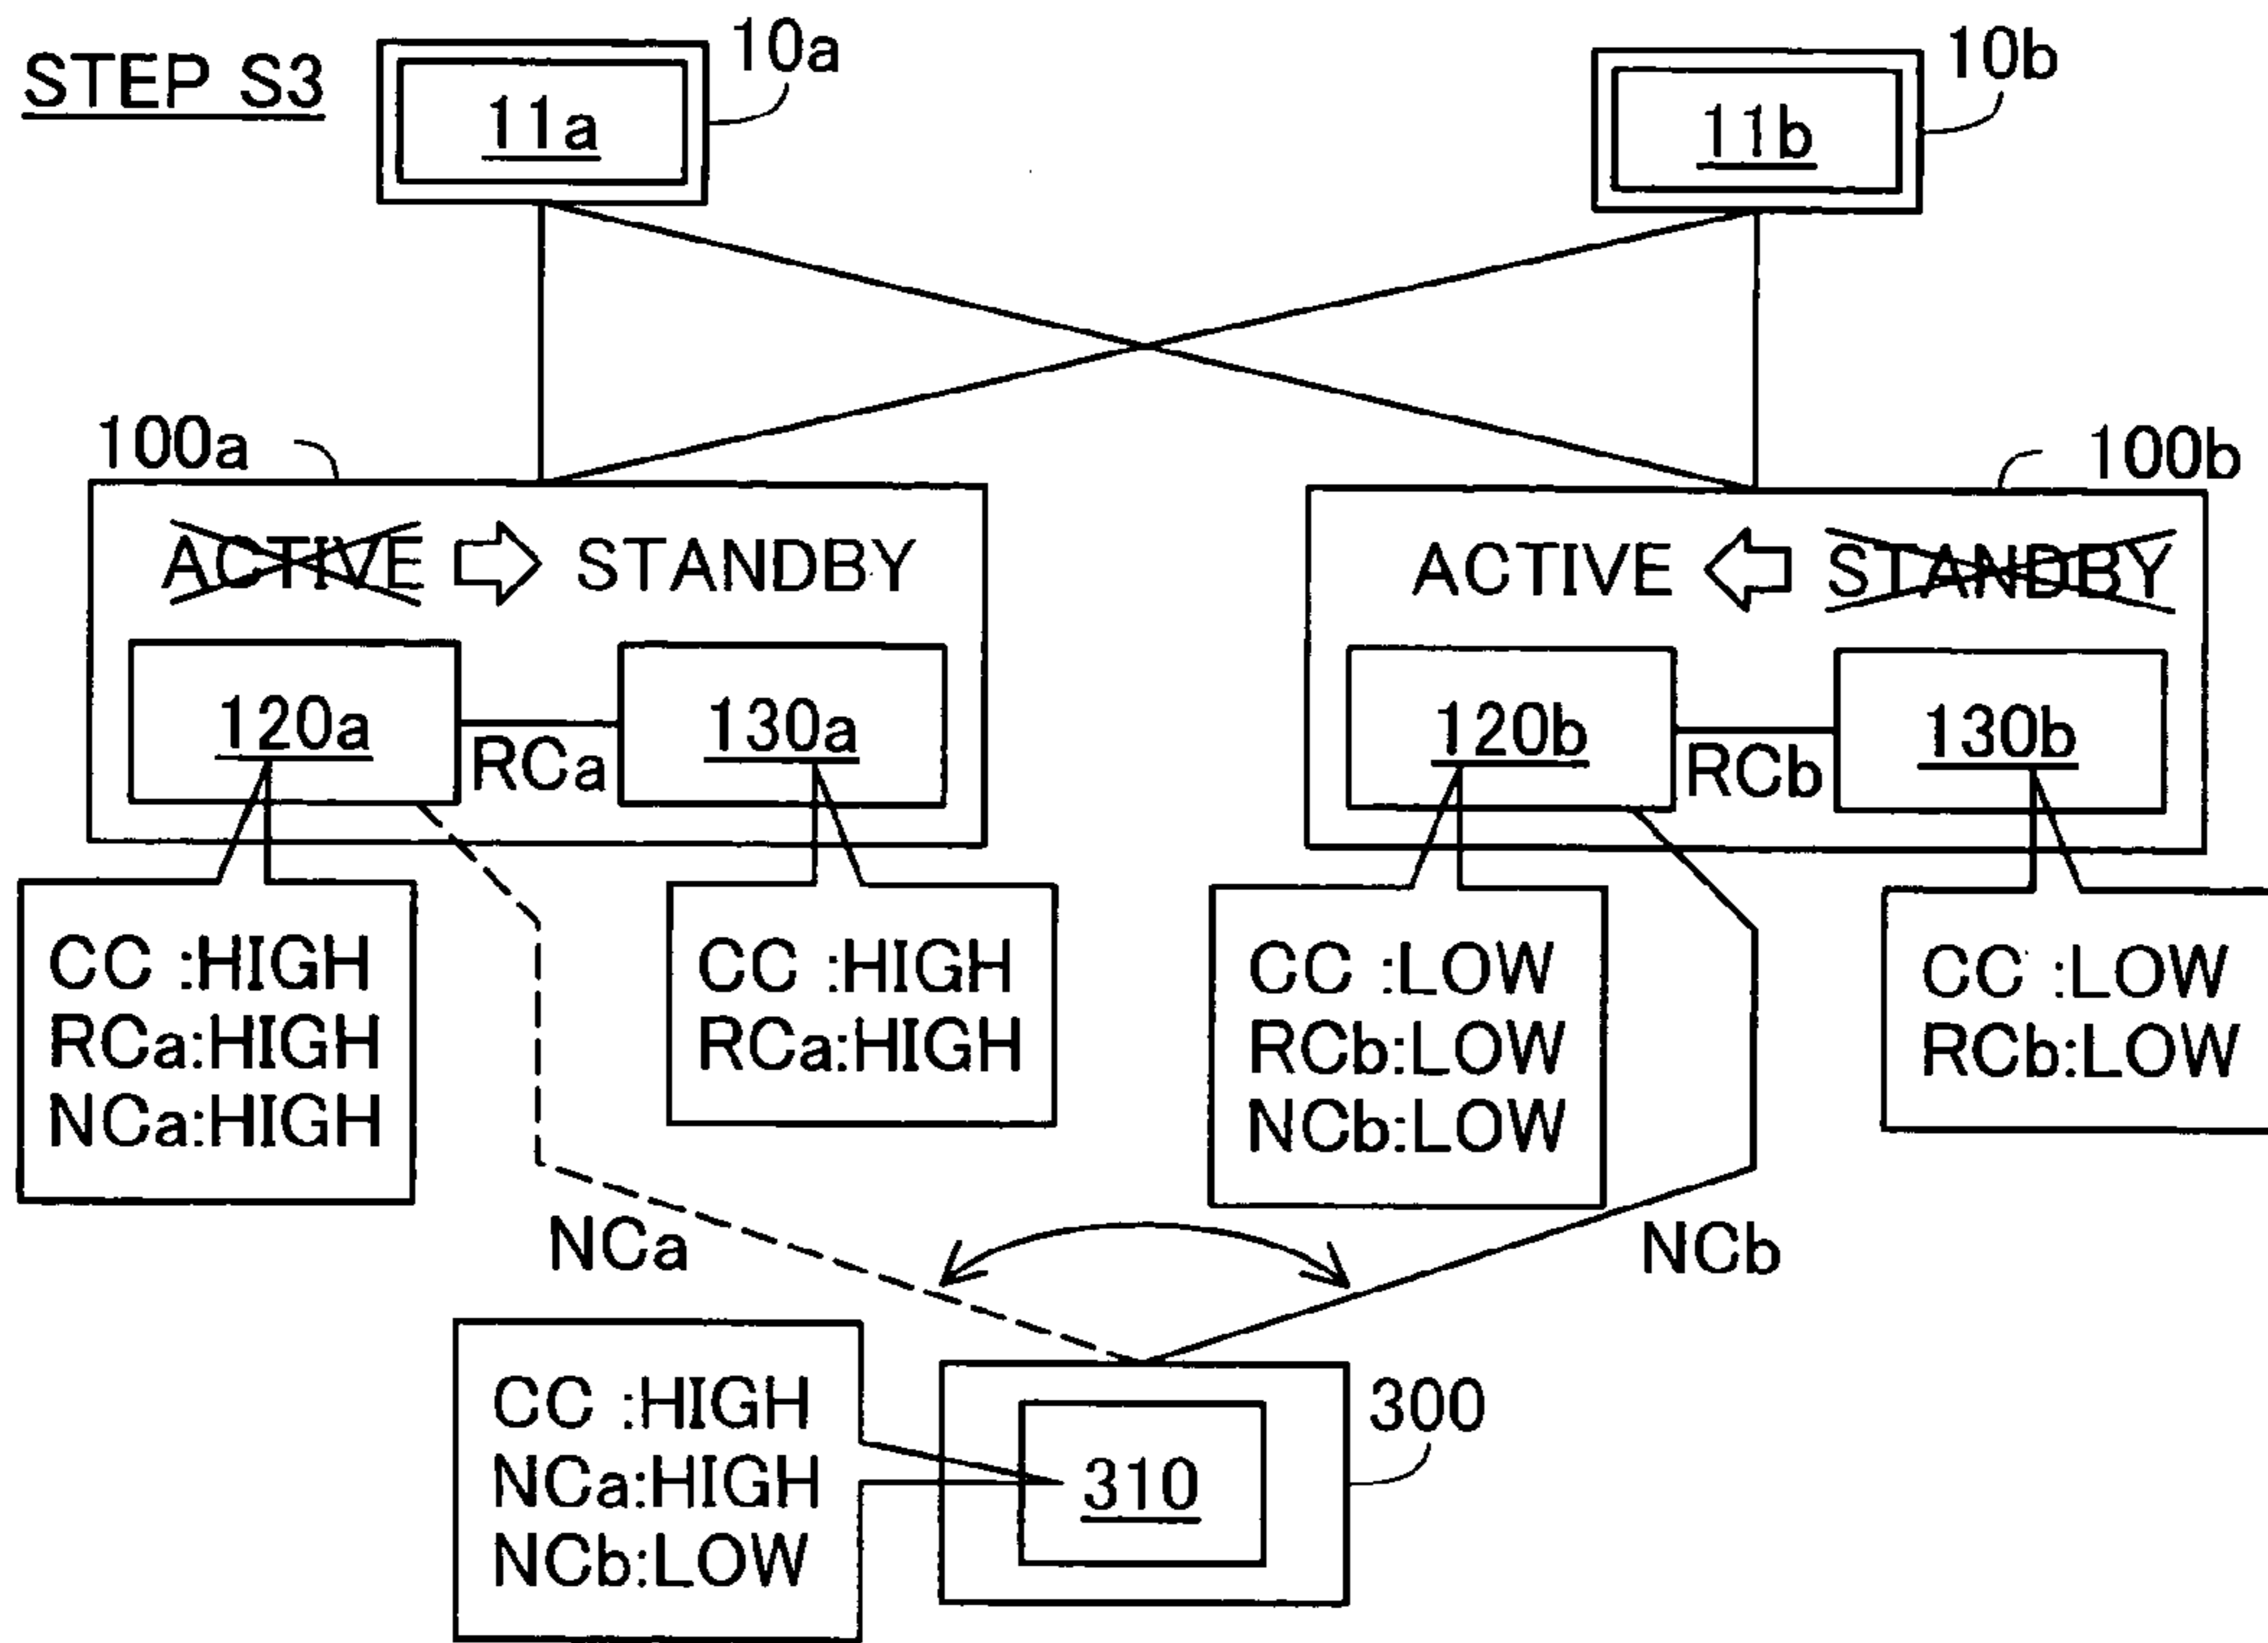 STEP S3
10a
10b
11a
11b
100a
100b
ACTIVE STANDBY
ACTIVE STANDBY
120a
RCa
130a
120b
RCb
130b
CC :HIGH
RCa:HIGH
NCa:HIGH
CC :HIGH
RCa:HIGH
CC :LOW
RCb:LOW
NCb:LOW
CC :LOW
RCb:LOW
NCa
NCb
CC :HIGH
NCa:HIGH
NCb:LOW
300
310